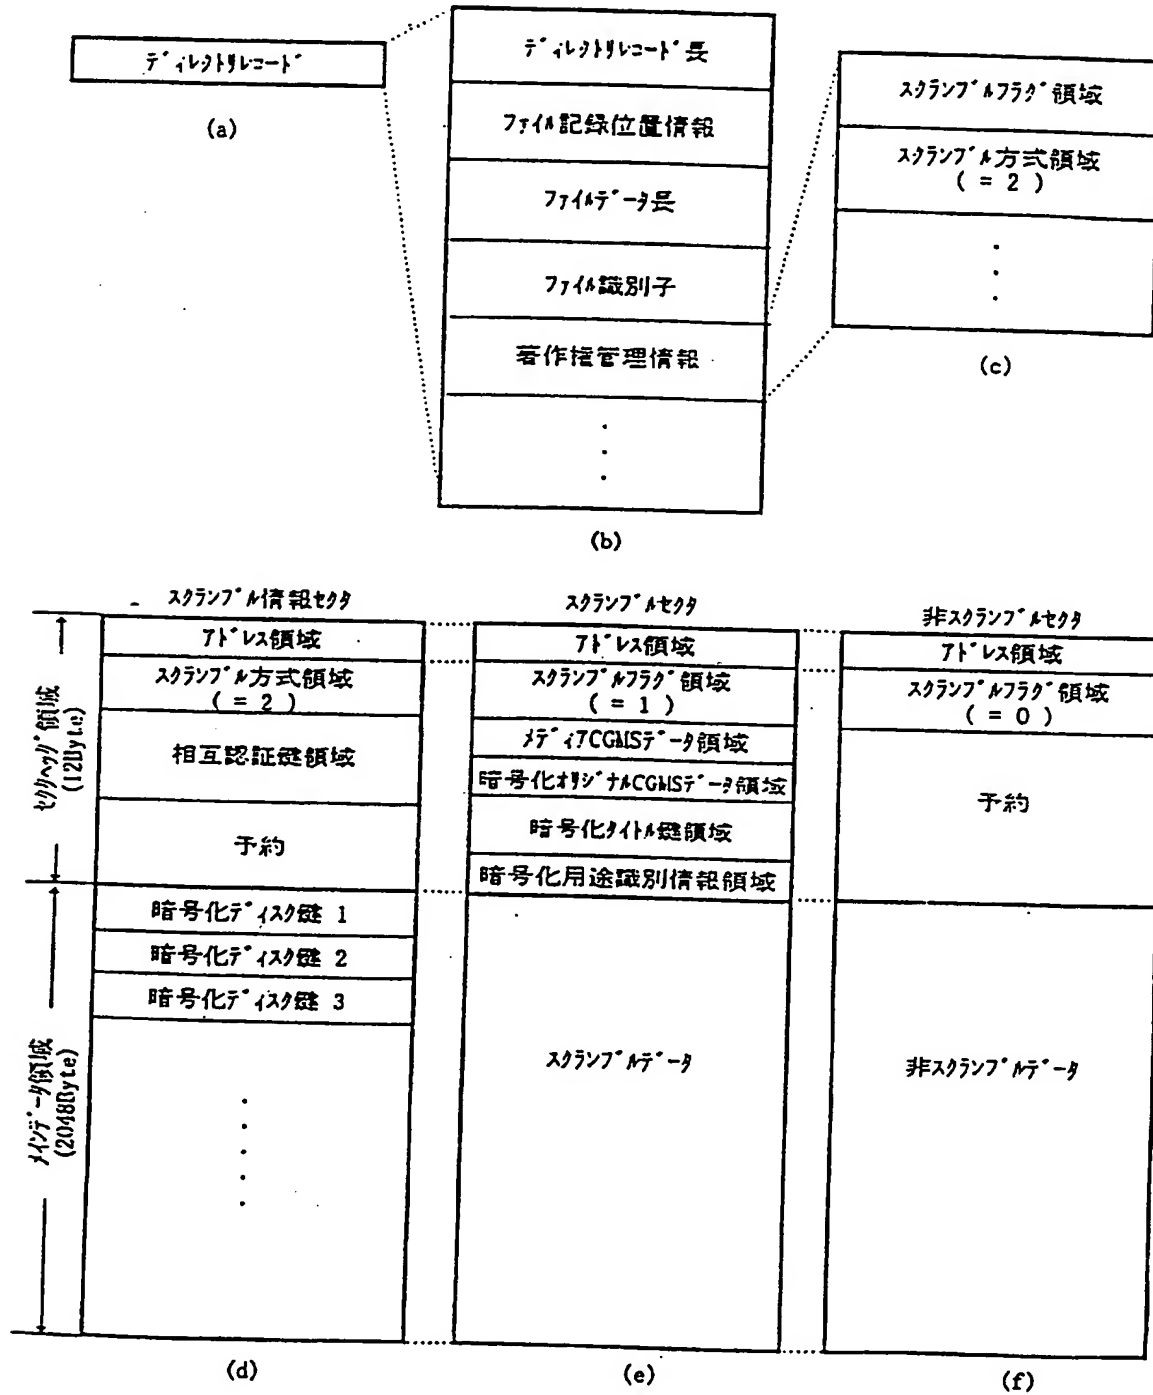 ディレクトリレコード
(a)
ディレクトリレコード長
ファイル記録位置情報
ファイルデータ長
ファイル識別子
著作権管理情報
(b)
スクランブルフラグ領域
スクランブル方式領域
( = 2 )
(c)
スクランブル情報セクタ
アドレス領域
スクランブル方式領域
( = 2 )
相互認証鍵領域
予約
暗号化ディスク鍵 1
暗号化ディスク鍵 2
暗号化ディスク鍵 3
セクタヘッダ領域
(12Byte)
メインデータ領域
(2048Byte)
(d)
スクランブルセクタ
アドレス領域
スクランブルフラグ領域
( = 1 )
メディアCGMSデータ領域
暗号化オリジナルCGMSデータ領域
暗号化タイトル鍵領域
暗号化用途識別情報領域
スクランブルデータ
(e)
非スクランブルセクタ
アドレス領域
スクランブルフラグ領域
( = 0 )
予約
非スクランブルデータ
(f)